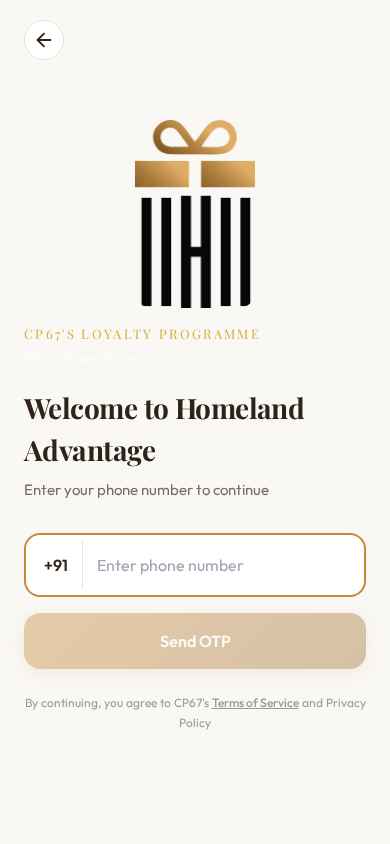 CP67'S LOYALTY PROGRAMME
Welcome to Homeland
Advantage
Enter your phone number to continue
+91 Enter phone number
Send OTP
By continuing, you agree to CP67's Terms of Service and Privacy
Policy